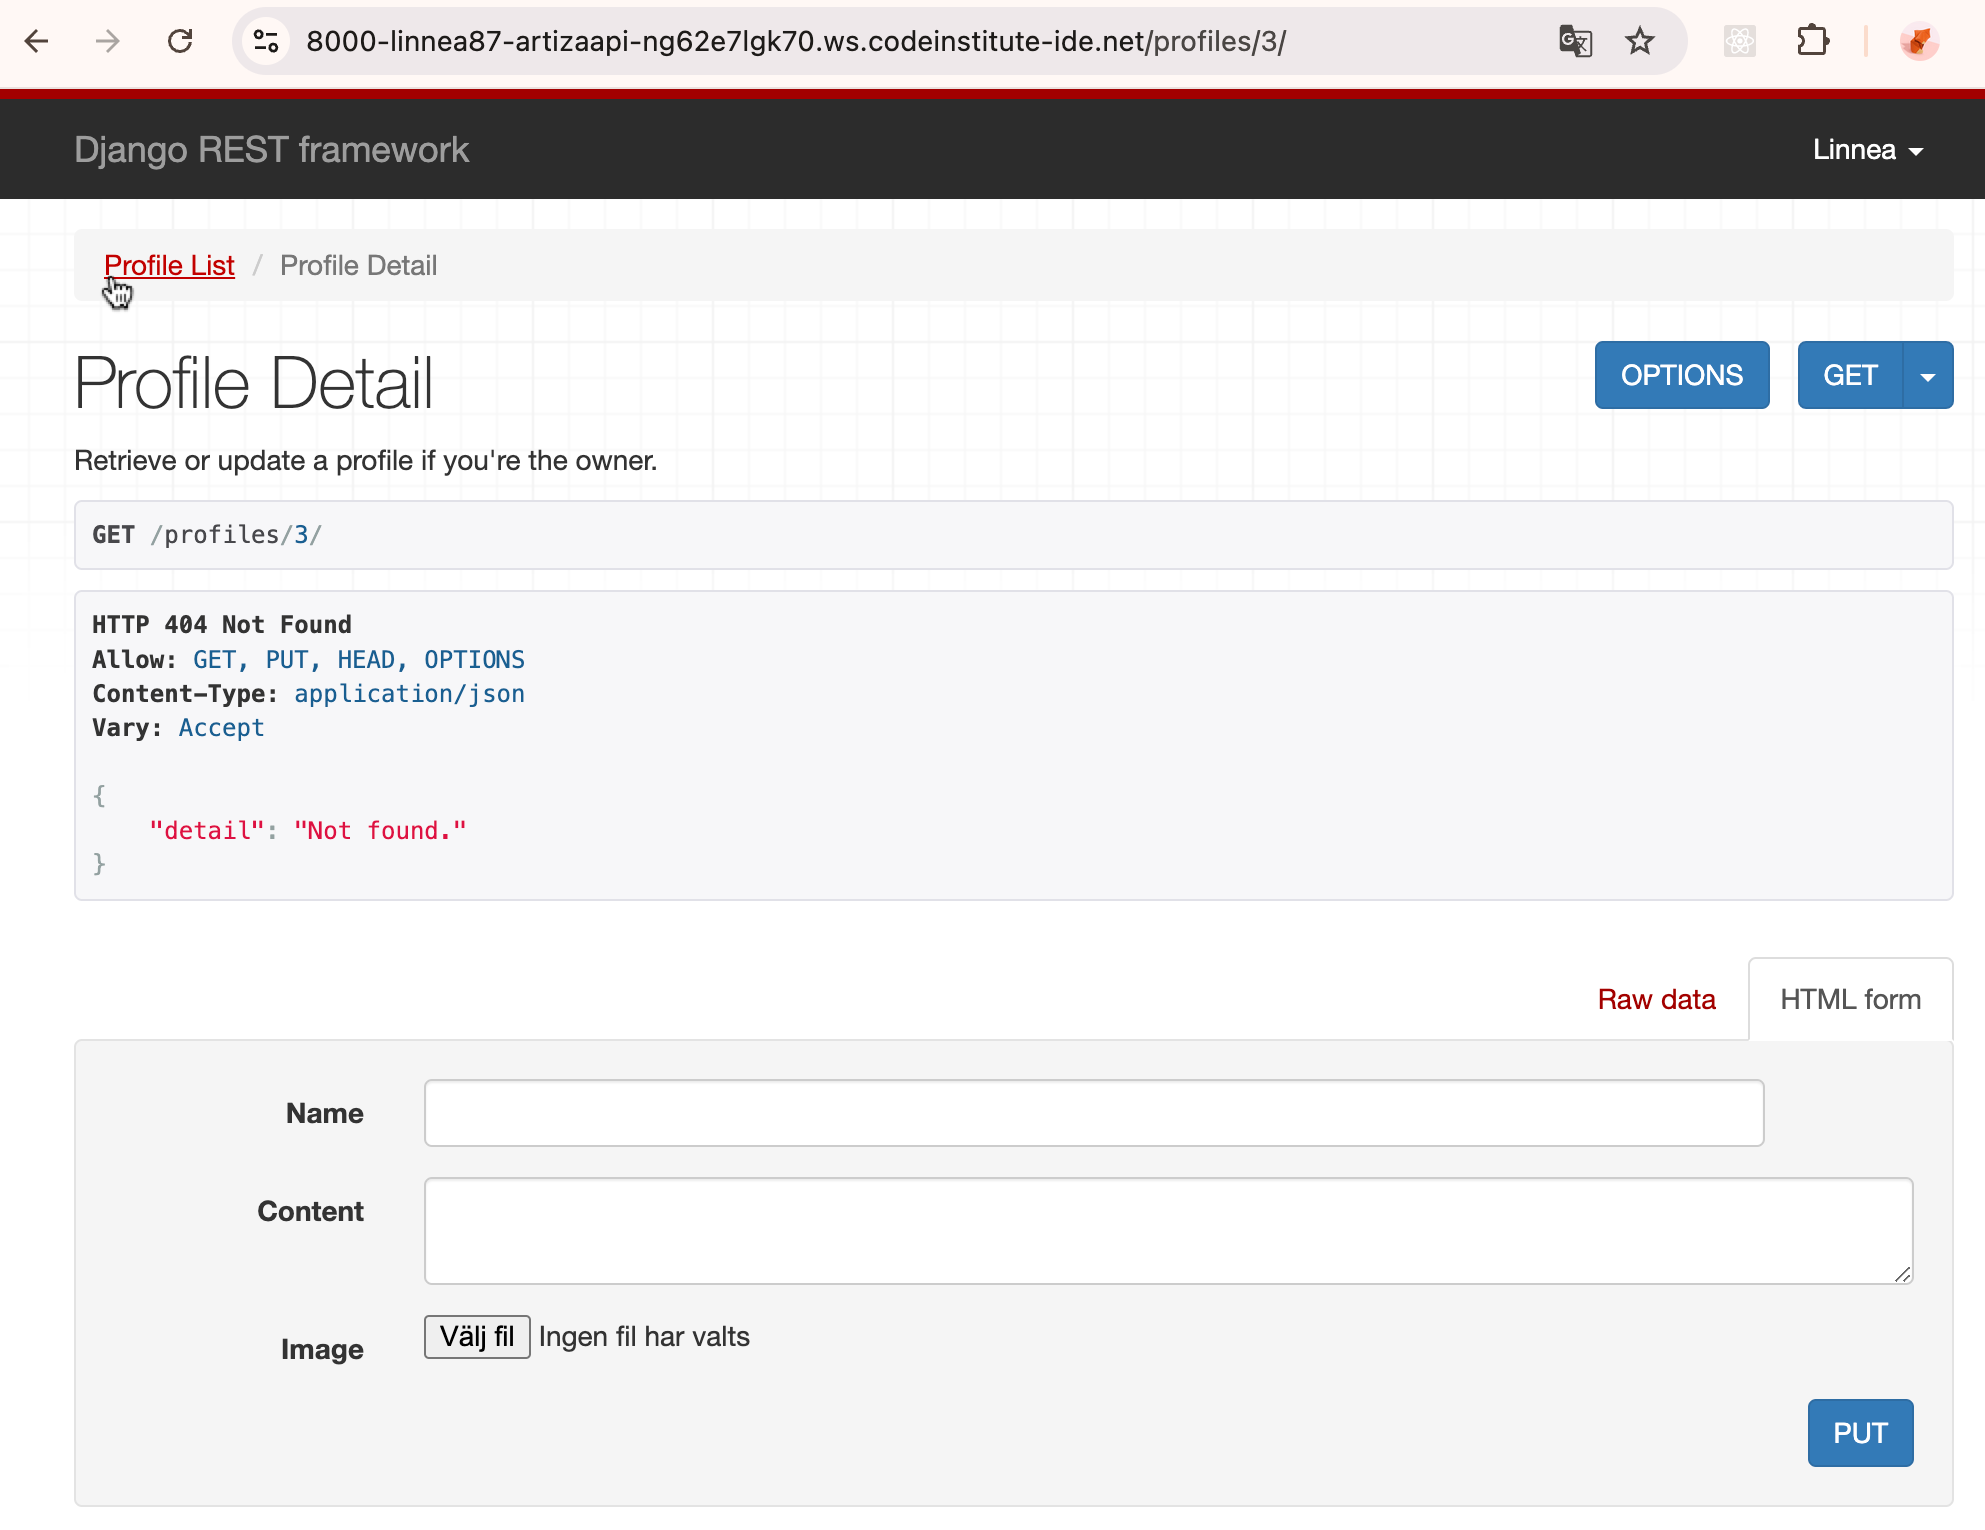 8000-linnea87-artizaapi-ng62e7lgk70.ws.codeinstitute-ide.net/profiles/3/
Django REST framework
Linnea
Profile List / Profile Detail
Profile Detail
OPTIONS
GET
Retrieve or update a profile if you're the owner.
GET /profiles/3/
HTTP 404 Not Found
Allow: GET, PUT, HEAD, OPTIONS
Content-Type: application/json
Vary: Accept
{
"detail": "Not found."
}
Raw data
HTML form
Name
Content
Image
Välj fil Ingen fil har valts
PUT